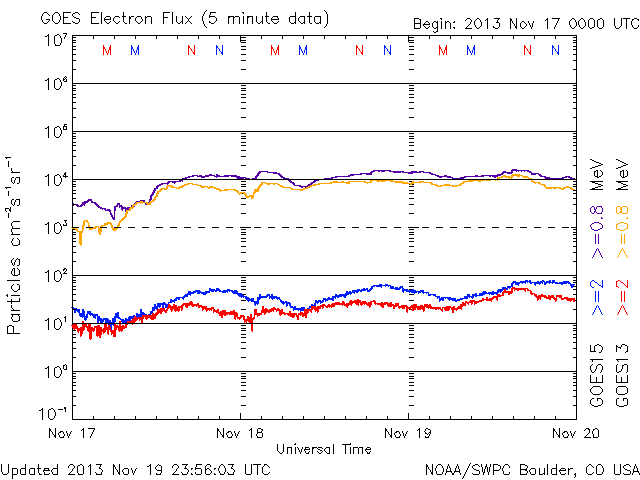 GOES Electron Flux (5 minute data)
Begin: 2013 Nov 17 0000 UTC
M M N N M M N N M M N N
10⁷
10⁶
10⁵
10⁴
10³
10²
10¹
10⁰
10⁻¹
Particles cm⁻²s⁻¹sr⁻¹
Nov 17 Nov 18 Nov 19 Nov 20
Universal Time
GOES15 >=2 >=0.8 MeV
GOES13 >=2 >=0.8 MeV
Updated 2013 Nov 19 23:56:03 UTC
NOAA/SWPC Boulder, CO USA